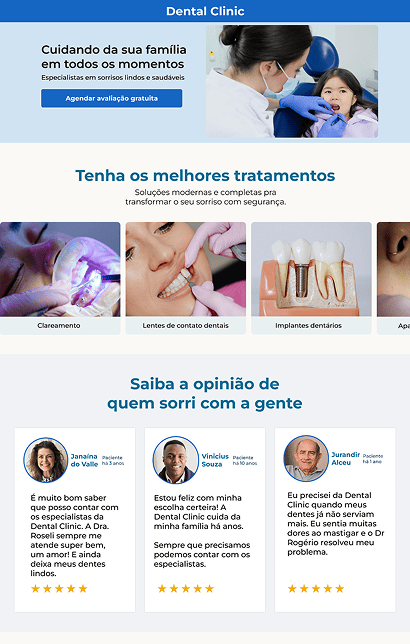 Dental Clinic
Cuidando da sua família
em todos os momentos
Especialistas em sorrisos lindos e saudáveis
Agendar avaliação gratuita
Tenha os melhores tratamentos
Soluções modernas e completas pra
transformar o seu sorriso com segurança.
Clareamento
Lentes de contato dentais
Implantes dentários
Apa
Saiba a opinião de
quem sorri com a gente
Janaína
do Valle
Paciente
há 3 anos
É muito bom saber
que posso contar com
os especialistas da
Dental Clinic. A Dra.
Roseli sempre me
atende super bem,
um amor! E ainda
deixa meus dentes
lindos.
Vinicius
Souza
Paciente
há 10 anos
Estou feliz com minha
escolha certeira! A
Dental Clinic cuida da
minha família há anos.
Sempre que precisamos
podemos contar com os
especialistas.
Jurandir
Alceu
Paciente
há 1 ano
Eu precisei da Dental
Clinic quando meus
dentes já não serviam
mais. Eu sentia muitas
dores ao mastigar e o Dr
Rogério resolveu meu
problema.